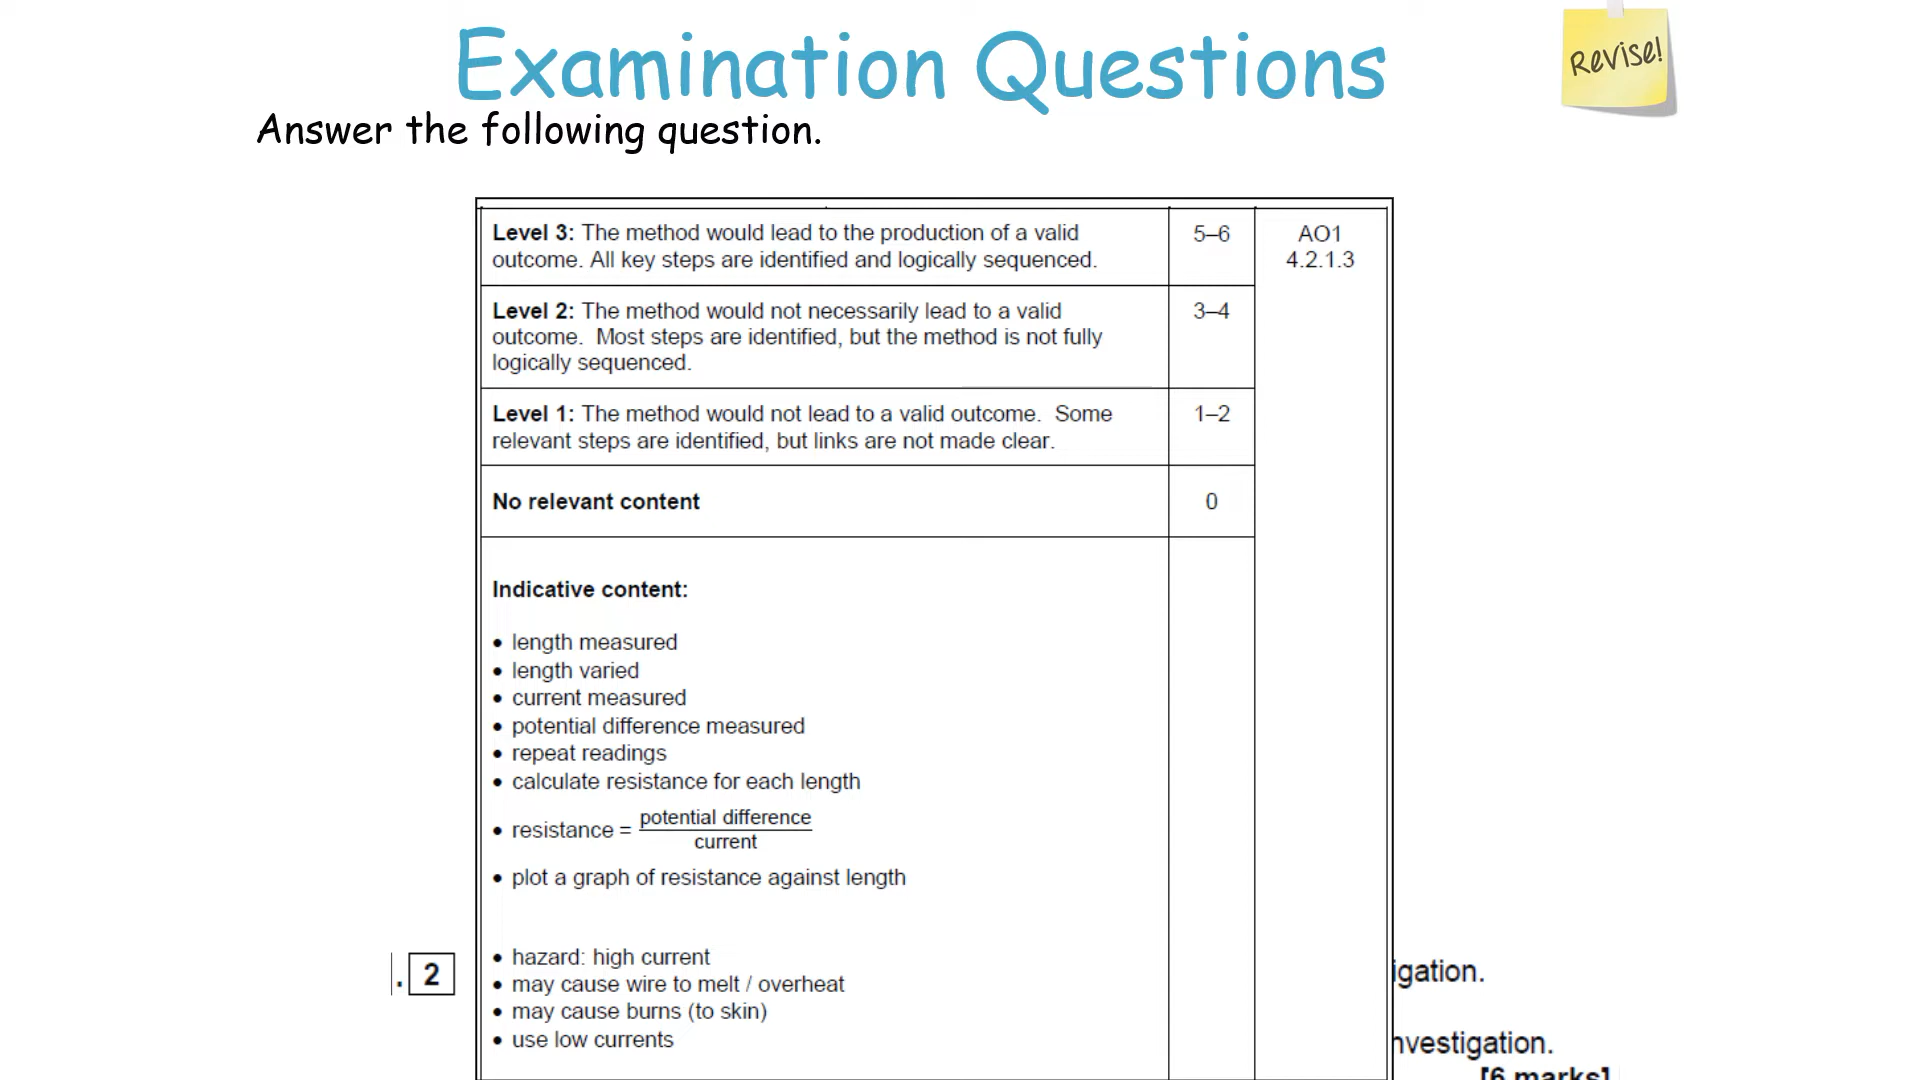 Examination Questions
Revise!
Answer the following question.
Level 3: The method would lead to the production of a valid
outcome. All key steps are identified and logically sequenced.
5–6
AO1
4.2.1.3
Level 2: The method would not necessarily lead to a valid
outcome. Most steps are identified, but the method is not fully
logically sequenced.
3–4
Level 1: The method would not lead to a valid outcome. Some
relevant steps are identified, but links are not made clear.
1–2
No relevant content
0
Indicative content:
• length measured
• length varied
• current measured
• potential difference measured
• repeat readings
• calculate resistance for each length
• resistance = potential difference
current
• plot a graph of resistance against length
• hazard: high current
. 2
igation.
• may cause wire to melt / overheat
• may cause burns (to skin)
• use low currents
nvestigation.
[6 marks]